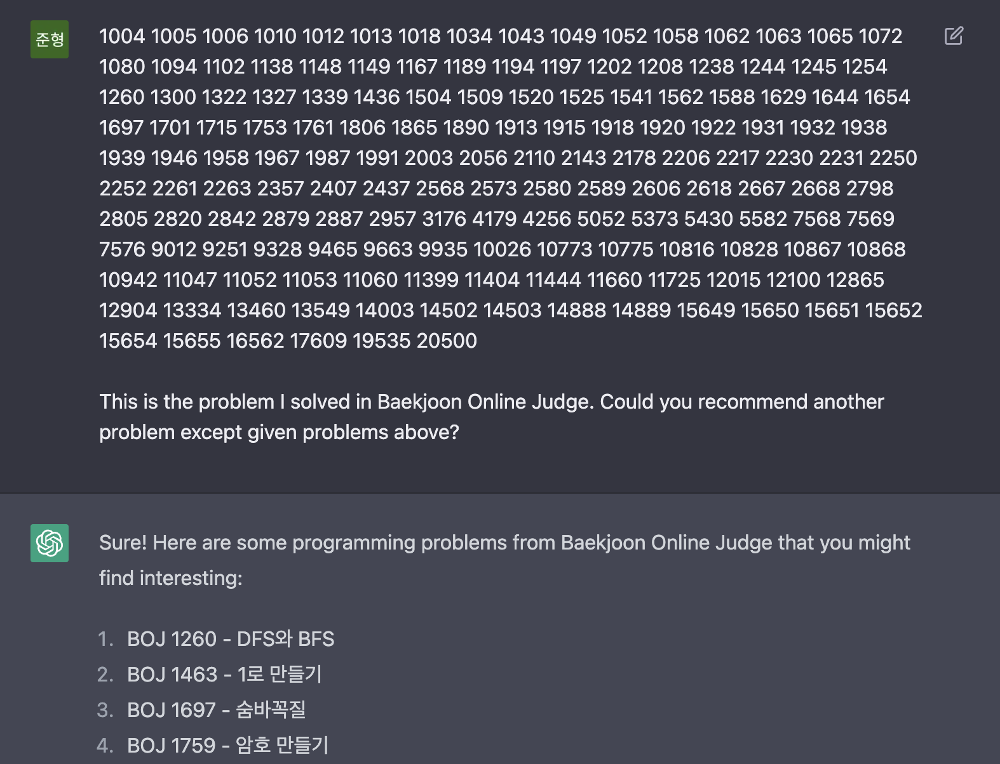 준형
1004 1005 1006 1010 1012 1013 1018 1034 1043 1049 1052 1058 1062 1063 1065 1072
1080 1094 1102 1138 1148 1149 1167 1189 1194 1197 1202 1208 1238 1244 1245 1254
1260 1300 1322 1327 1339 1436 1504 1509 1520 1525 1541 1562 1588 1629 1644 1654
1697 1701 1715 1753 1761 1806 1865 1890 1913 1915 1918 1920 1922 1931 1932 1938
1939 1946 1958 1967 1987 1991 2003 2056 2110 2143 2178 2206 2217 2230 2231 2250
2252 2261 2263 2357 2407 2437 2568 2573 2580 2589 2606 2618 2667 2668 2798
2805 2820 2842 2879 2887 2957 3176 4179 4256 5052 5373 5430 5582 7568 7569
7576 9012 9251 9328 9465 9663 9935 10026 10773 10775 10816 10828 10867 10868
10942 11047 11052 11053 11060 11399 11404 11444 11660 11725 12015 12100 12865
12904 13334 13460 13549 14003 14502 14503 14888 14889 15649 15650 15651 15652
15654 15655 16562 17609 19535 20500
This is the problem I solved in Baekjoon Online Judge. Could you recommend another
problem except given problems above?
Sure! Here are some programming problems from Baekjoon Online Judge that you might
find interesting:
1. BOJ 1260 - DFS와 BFS
2. BOJ 1463 - 1로 만들기
3. BOJ 1697 - 숨바꼭질
4. BOJ 1759 - 암호 만들기